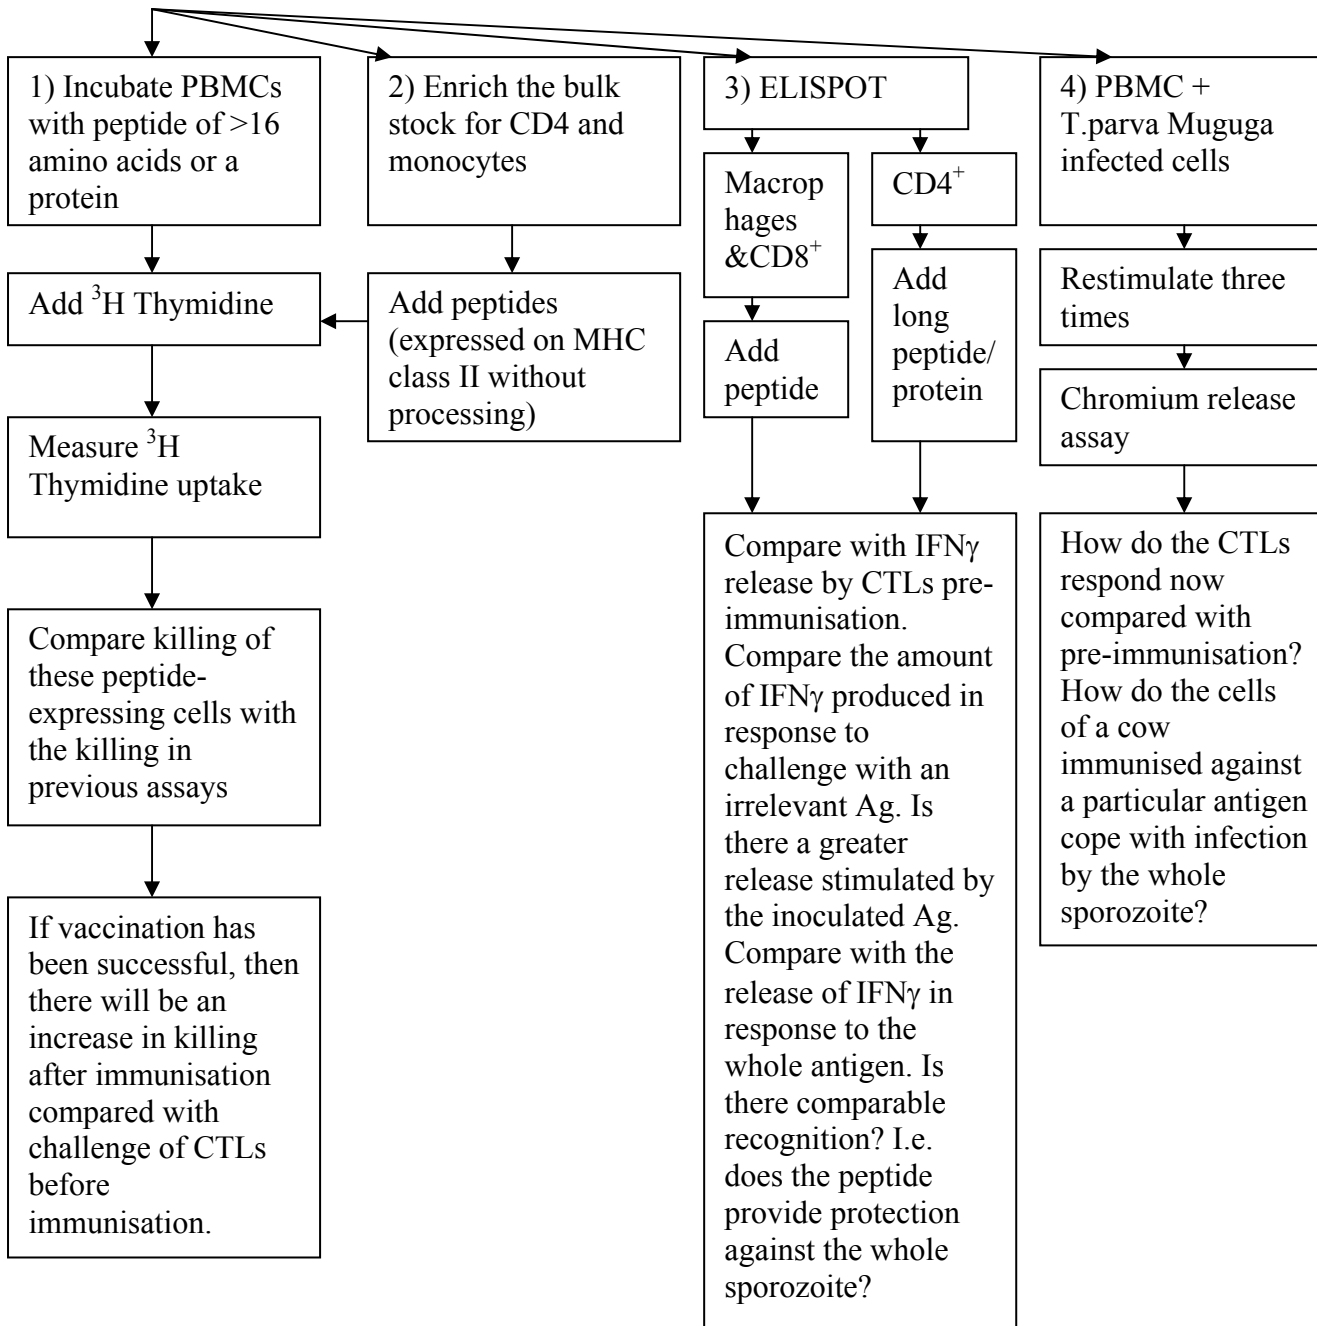 1) Incubate PBMCs
with peptide of >16
amino acids or a
protein
Add ³H Thymidine
Measure ³H
Thymidine uptake
Compare killing of
these peptide-
expressing cells with
the killing in
previous assays
If vaccination has
been successful, then
there will be an
increase in killing
after immunisation
compared with
challenge of CTLs
before
immunisation.
2) Enrich the bulk
stock for CD4 and
monocytes
Add peptides
(expressed on MHC
class II without
processing)
3) ELISPOT
Macrop
hages
&CD8⁺
Add
peptide
CD4⁺
Add
long
peptide/
protein
Compare with IFNγ
release by CTLs pre-
immunisation.
Compare the amount
of IFNγ produced in
response to
challenge with an
irrelevant Ag. Is
there a greater
release stimulated by
the inoculated Ag.
Compare with the
release of IFNγ in
response to the
whole antigen. Is
there comparable
recognition? I.e.
does the peptide
provide protection
against the whole
sporozoite?
4) PBMC +
T.parva Muguga
infected cells
Restimulate three
times
Chromium release
assay
How do the CTLs
respond now
compared with
pre-immunisation?
How do the cells
of a cow
immunised against
a particular antigen
cope with infection
by the whole
sporozoite?